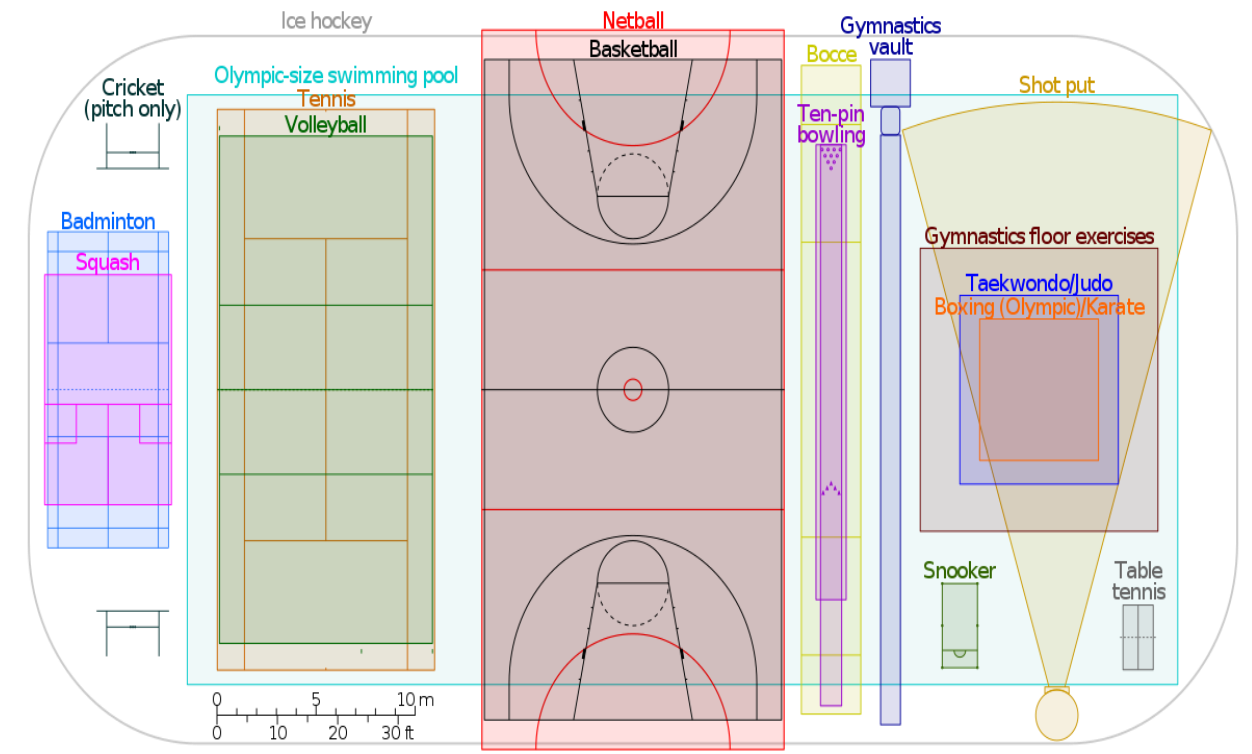 Ice hockey
Netball
Gymnastics
vault
Basketball
Bocce
Olympic-size swimming pool
Cricket
(pitch only)
Tennis
Shot put
Volleyball
Ten-pin
bowling
Badminton
Squash
Gymnastics floor exercises
Taekwondo/Judo
Boxing (Olympic)/Karate
Snooker
Table
tennis
0 5 10 m
0 10 20 30 ft